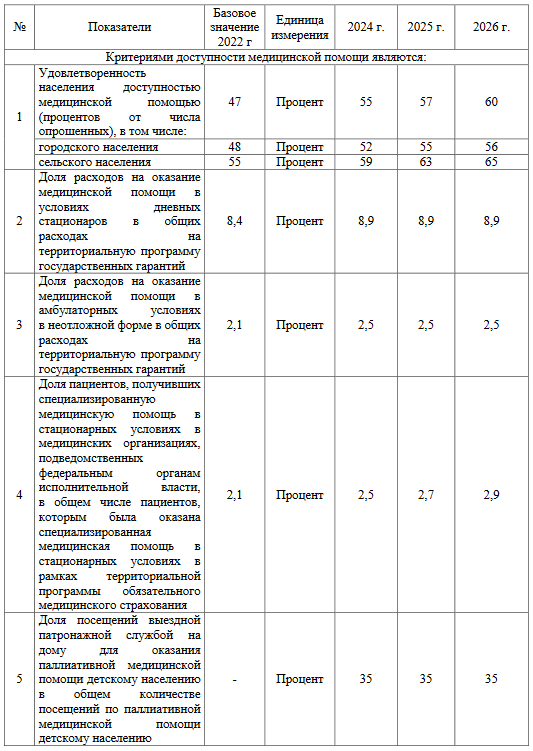 № Показатели Базовое значение 2022 г Единица измерения 2024 г. 2025 г. 2026 г.
Критериями доступности медицинской помощи являются:
1 Удовлетворенность
населения доступностью
медицинской помощью 47 Процент 55 57 60
(процентов от числа
опрошенных), в том числе:
городского населения 48 Процент 52 55 56
сельского населения 55 Процент 59 63 65
Доля расходов на оказание
медицинской помощи в
условиях дневных
2 стационаров в общих 8,4 Процент 8,9 8,9 8,9
расходах на
территориальную программу
государственных гарантий
Доля расходов на оказание
медицинской помощи в
амбулаторных условиях
3 в неотложной форме в общих 2,1 Процент 2,5 2,5 2,5
расходах на
территориальную программу
государственных гарантий
Доля пациентов, получивших
специализированную
медицинскую помощь в
стационарных условиях в
медицинских организациях,
подведомственных
федеральным органам
4 исполнительной власти, 2,1 Процент 2,5 2,7 2,9
в общем числе пациентов,
которым была оказана
специализированная
медицинская помощь в
стационарных условиях в
рамках территориальной
программы обязательного
медицинского страхования
Доля посещений выездной
патронажной службой на
дому для оказания
паллиативной медицинской
5 помощи детскому населению - Процент 35 35 35
в общем количестве
посещений по паллиативной
медицинской помощи
детскому населению